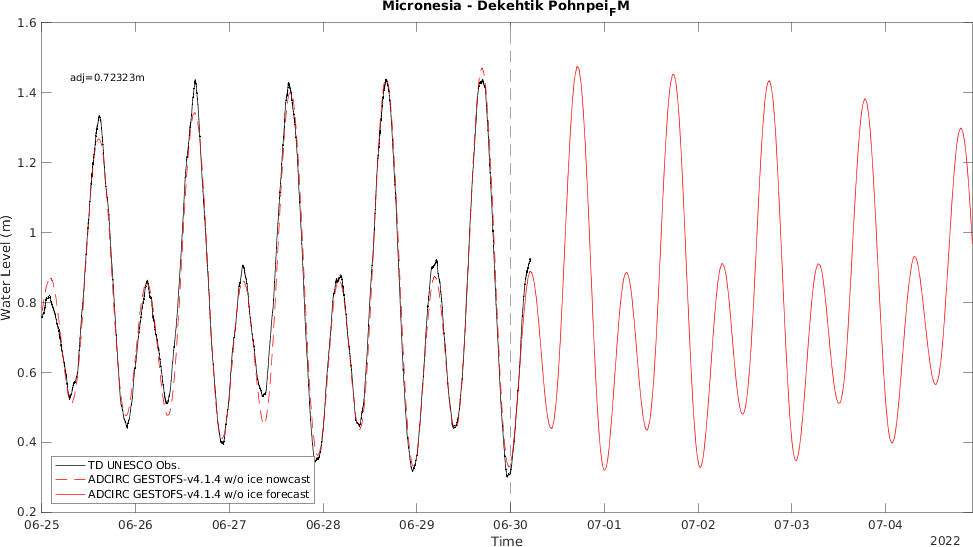 Micronesia - Dekehtik Pohnpei_FM
adj=0.72323m
Water Level (m)
1.6
1.4
1.2
1
0.8
0.6
0.4
0.2
TD UNESCO Obs.
ADCIRC GESTOFS-v4.1.4 w/o ice nowcast
ADCIRC GESTOFS-v4.1.4 w/o ice forecast
06-25 06-26 06-27 06-28 06-29 06-30 07-01 07-02 07-03 07-04
Time
2022